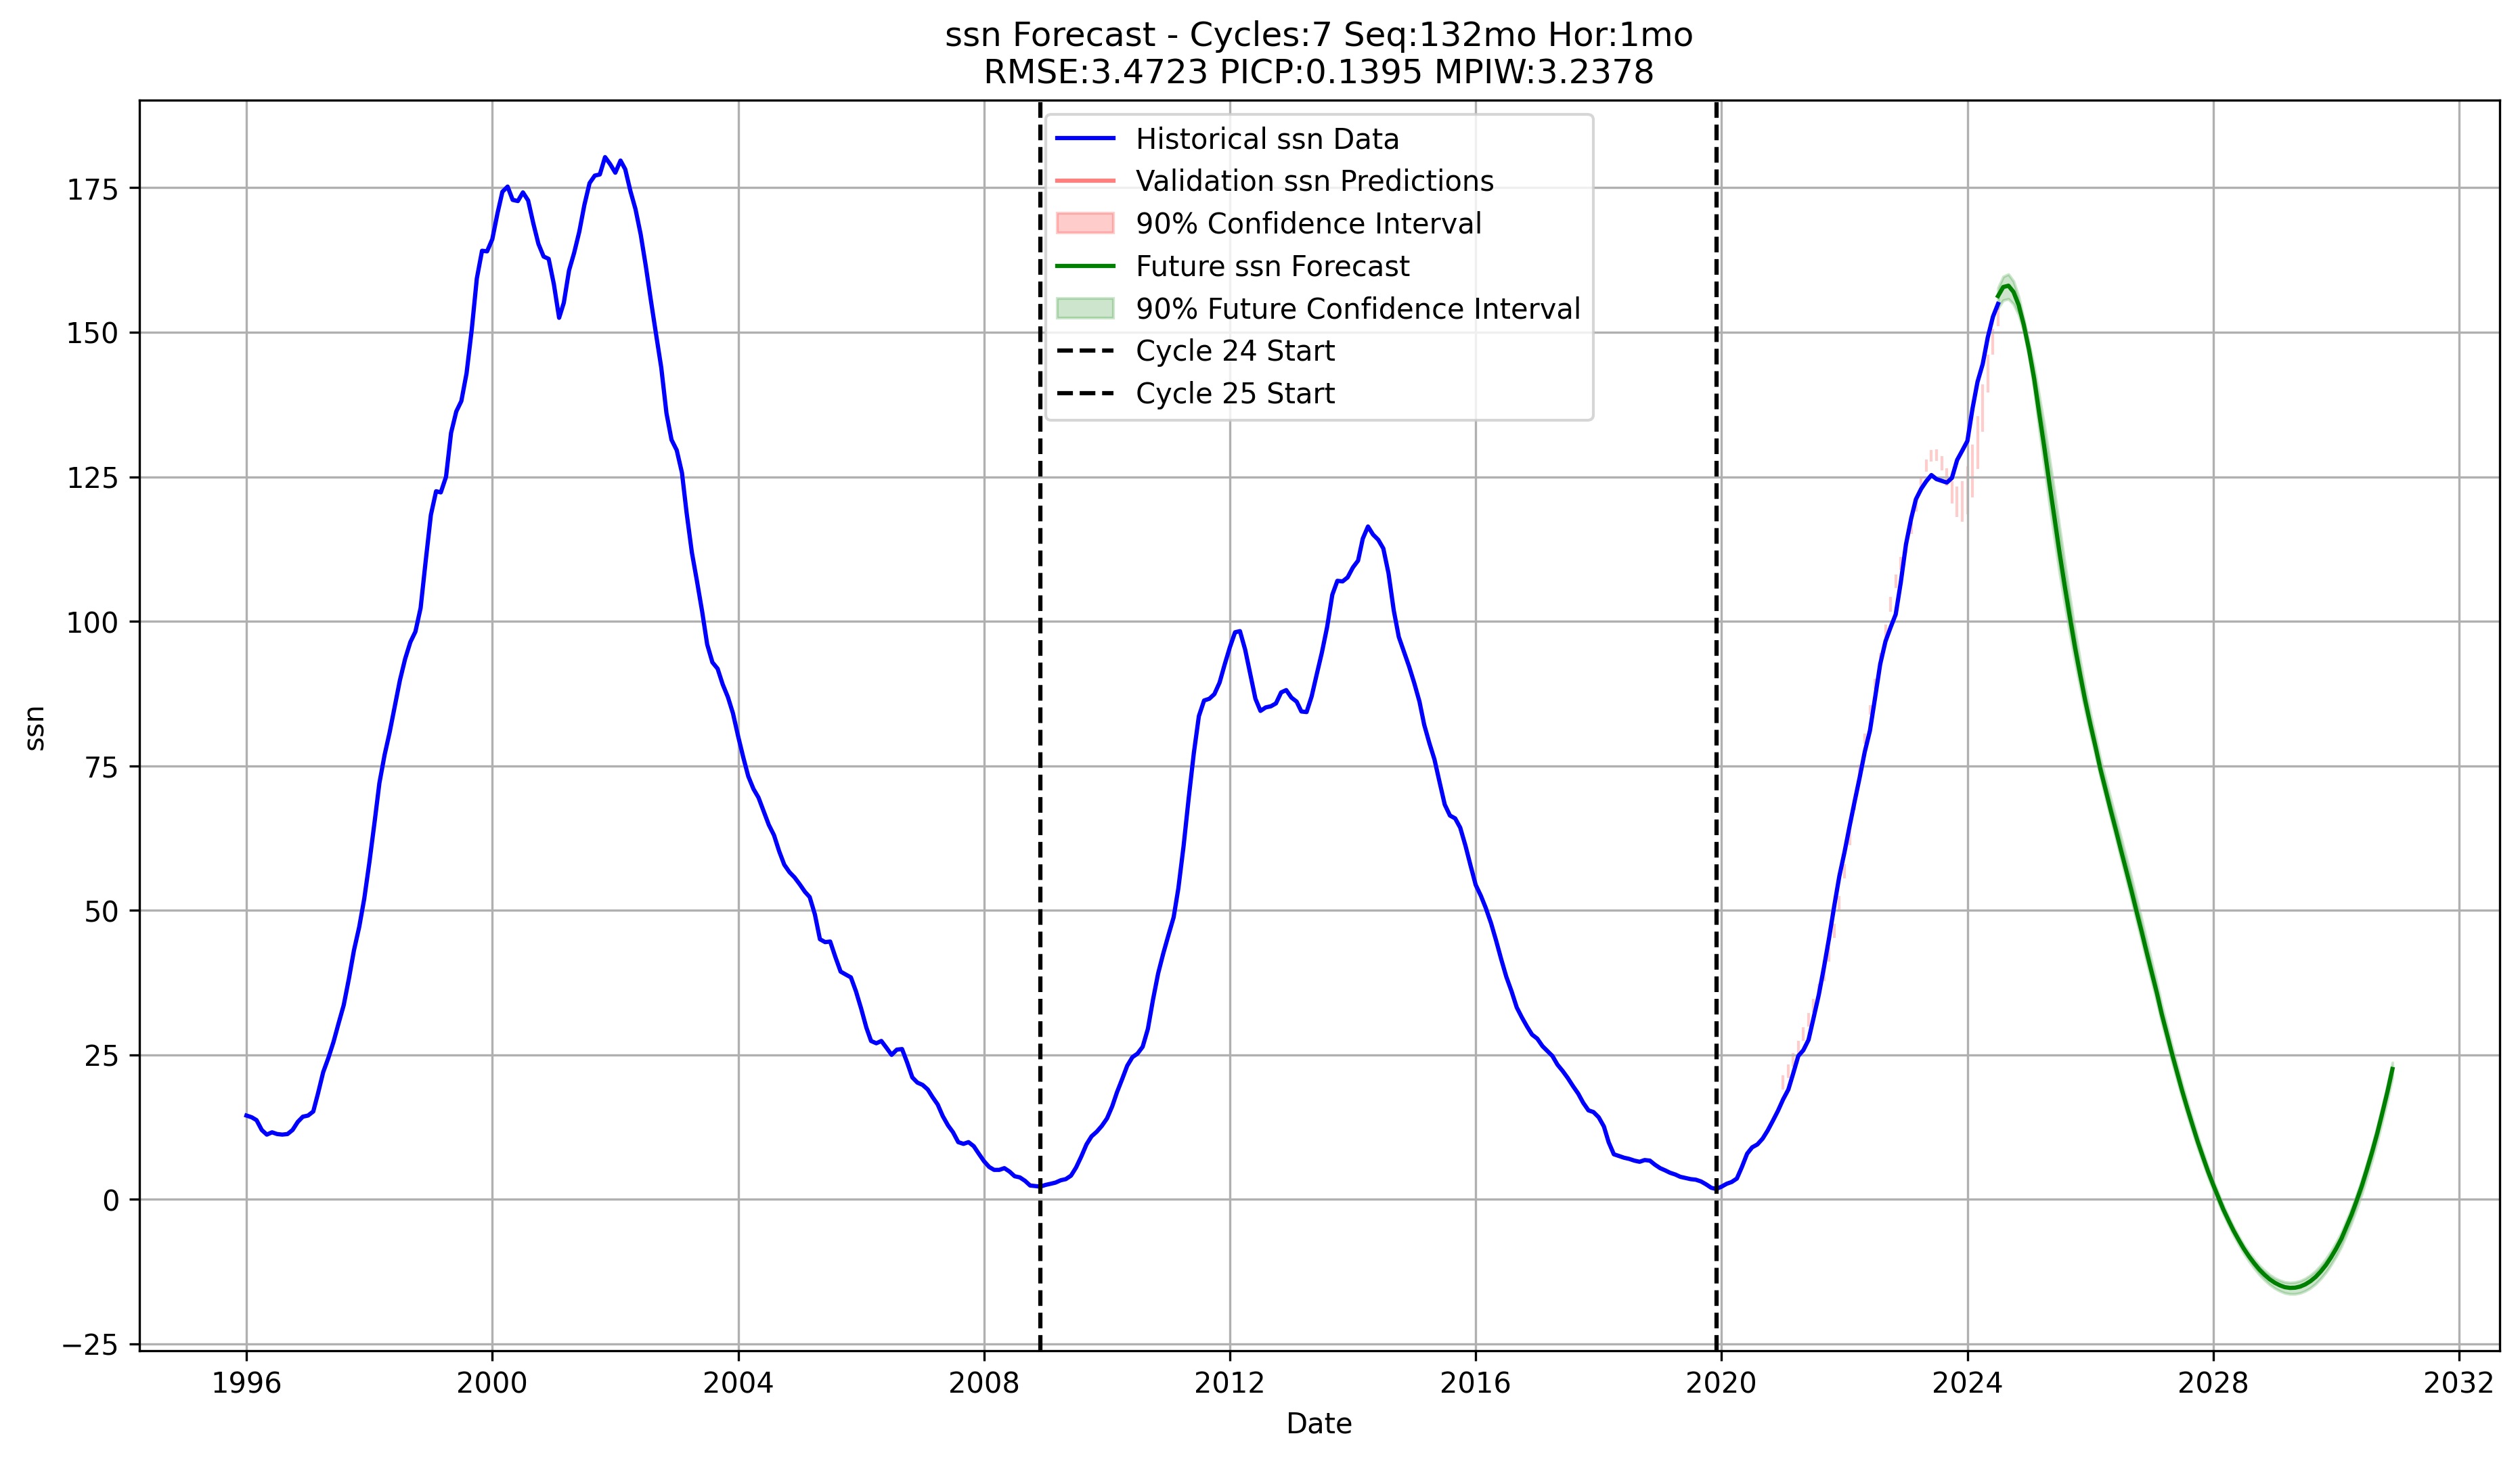 ssn Forecast - Cycles:7 Seq:132mo Hor:1mo
RMSE:3.4723 PICP:0.1395 MPIW:3.2378
Historical ssn Data
Validation ssn Predictions
90% Confidence Interval
Future ssn Forecast
90% Future Confidence Interval
Cycle 24 Start
Cycle 25 Start
ssn
175
150
125
100
75
50
25
0
−25
1996 2000 2004 2008 2012 2016 2020 2024 2028 2032
Date